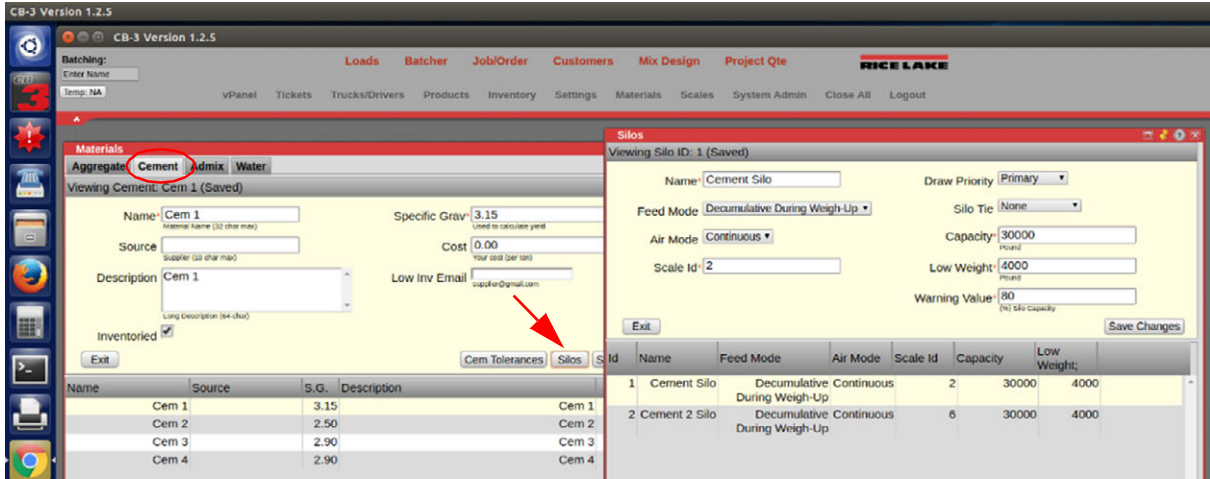 CB-3 Version 1.2.5
CB-3 Version 1.2.5
Batching:
Enter Name
Temp: NA
Loads Batcher Job/Order Customers Mix Design Project Qte
RICE LAKE
vPanel Tickets Trucks/Drivers Products Inventory Settings Materials Scales System Admin Close All Logout
CB
3
Materials
Aggregate Cement Admix Water
Viewing Cement: Cem 1 (Saved)
Name* Cem 1
Material Name (32 char max)
Specific Grav* 3.15
Used to calculate yield
Source
Supplier (10 char max)
Cost 0.00
Your cost (per ton)
Description Cem 1
Long Description (64 char)
Low Inv Email
supplier@gmail.com
Inventoried
Exit
Cem Tolerances Silos S
Name Source S.G. Description
Cem 1 3.15 Cem 1
Cem 2 2.50 Cem 2
Cem 3 2.90 Cem 3
Cem 4 2.90 Cem 4
Silos
Viewing Silo ID: 1 (Saved)
Name* Cement Silo
Draw Priority Primary
Feed Mode Decumulative During Weigh-Up
Silo Tie None
Air Mode Continuous
Capacity* 30000
Pound
Scale Id* 2
Low Weight* 4000
Pound
Warning Value* 80
(%) Silo Capacity
Exit
Save Changes
Id Name Feed Mode Air Mode Scale Id Capacity Low
Weight;
1 Cement Silo Decumulative Continuous 2 30000 4000
During Weigh-Up
2 Cement 2 Silo Decumulative Continuous 6 30000 4000
During Weigh-Up